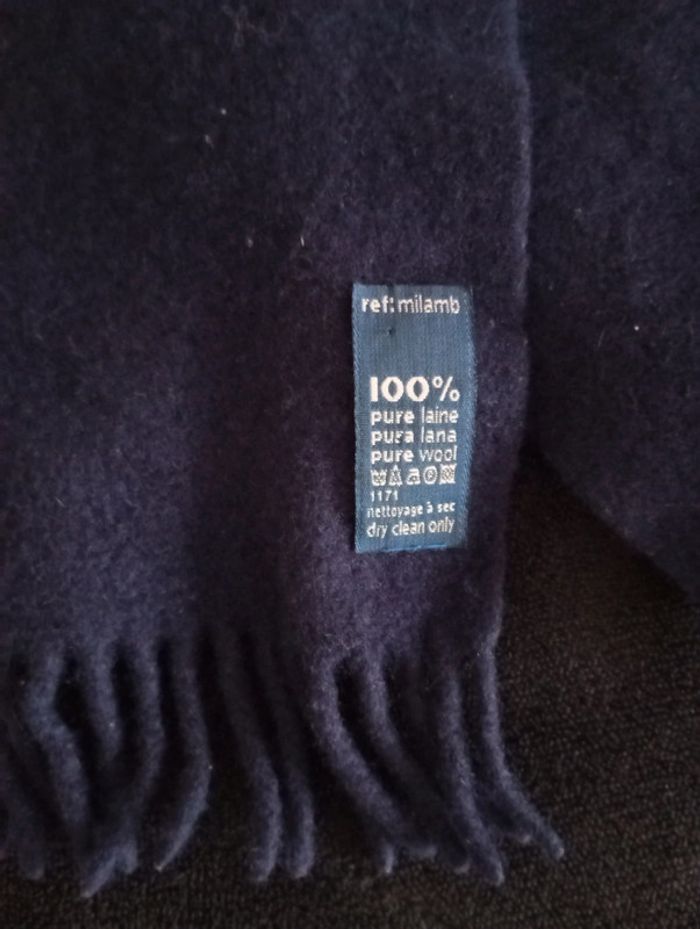 ref: milamb
100%
pure laine
pura lana
pure wool
1171
nettoyage à sec
dry clean only